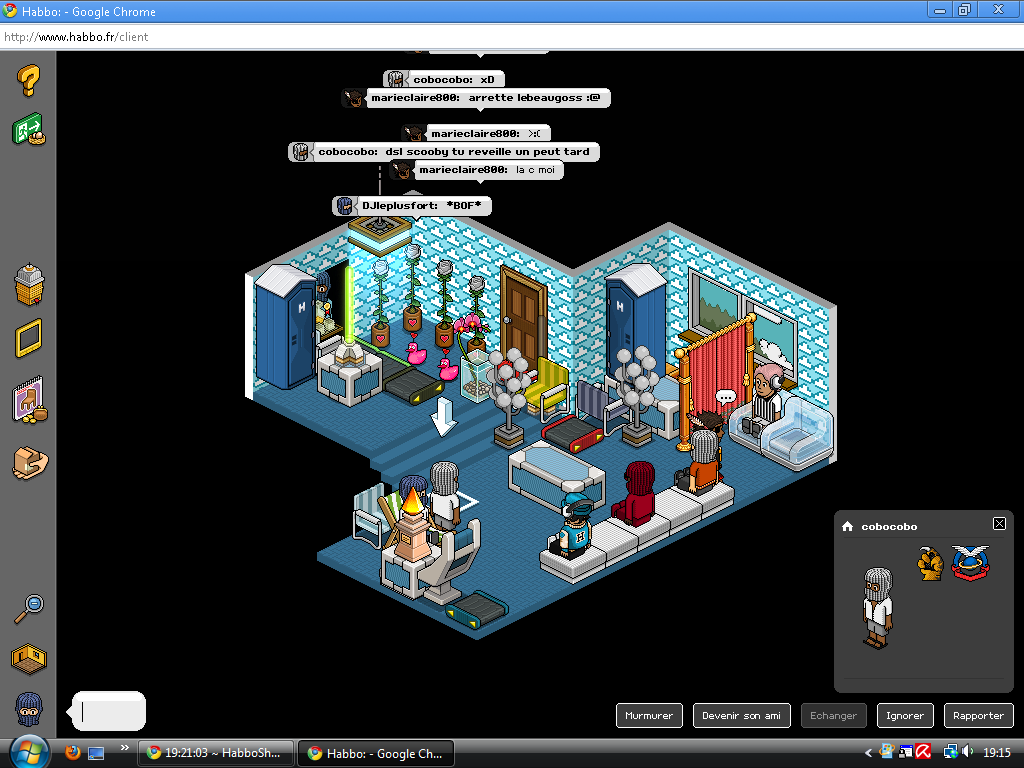 Habbo: - Google Chrome
http://www.habbo.fr/client
cobocobo: xD
marieclaire800: arrette lebeaugoss :@
marieclaire800: >:(
cobocobo: dsl scooby tu reveille un peut tard
marieclaire800: la c moi
DJleplusfort: *BOF*
H
H
H
cobocobo
Murmurer
Devenir son ami
Echanger
Ignorer
Rapporter
19:21:03 ~ HabboSh...
Habbo: - Google Ch...
19:15